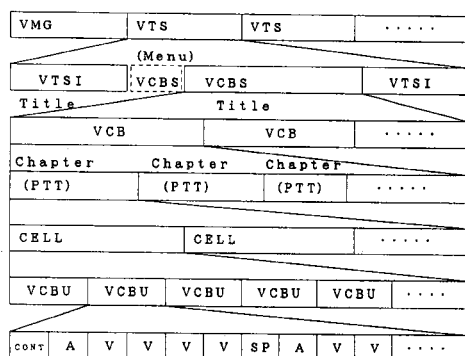 VMG VTS VTS .....
(Menu)
VTSI VCBS VCBS VTSI
Title Title
VCB VCB .....
Chapter Chapter Chapter
(PTT) (PTT) (PTT) .....
CELL CELL .....
VCBU VCBU VCBU VCBU VCBU ....
CONT A V V V V SP A V V ....